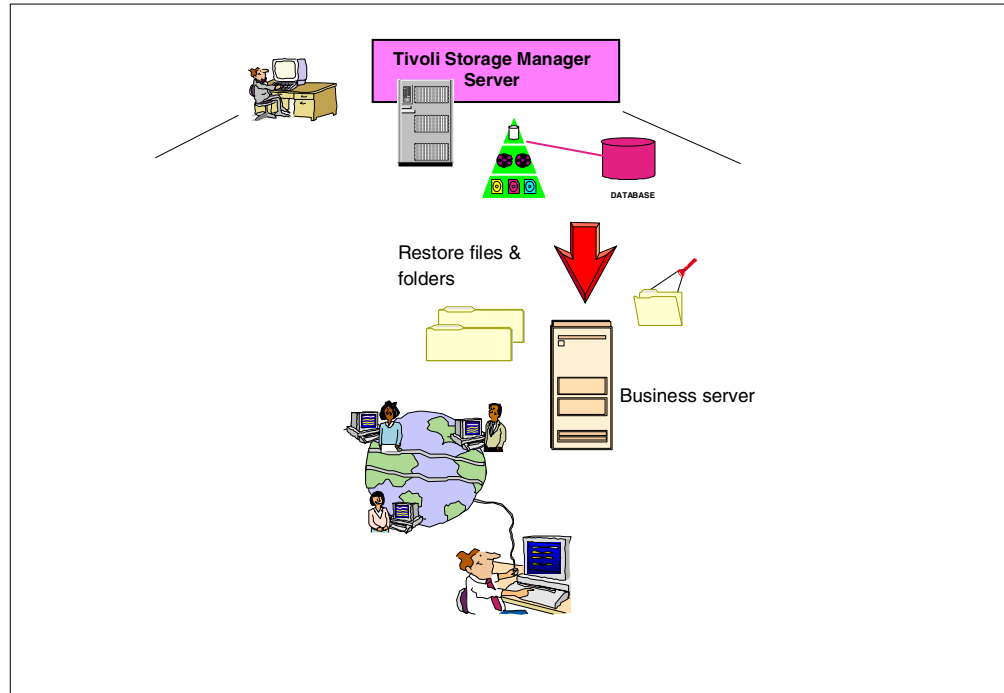 Tivoli Storage Manager
Server
DATABASE
Restore files &
folders
Business server